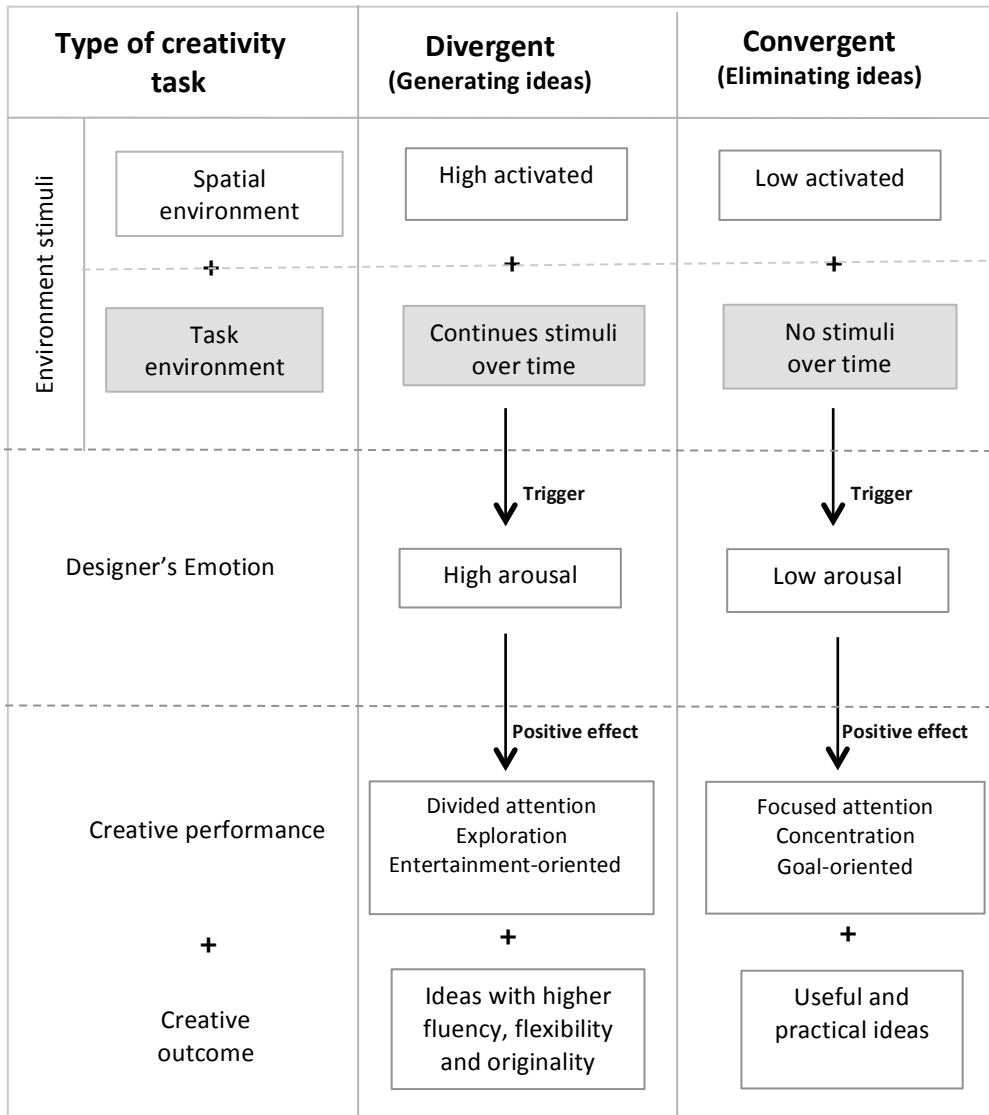 Type of creativity
task
Divergent
(Generating ideas)
Convergent
(Eliminating ideas)
Environment stimuli
Spatial
environment
High activated
Low activated
+
+
+
Task
environment
Continues stimuli
over time
No stimuli
over time
Trigger
Trigger
Designer’s Emotion
High arousal
Low arousal
Positive effect
Positive effect
Creative performance
Divided attention
Exploration
Entertainment-oriented
Focused attention
Concentration
Goal-oriented
+
+
+
Creative
outcome
Ideas with higher
fluency, flexibility
and originality
Useful and
practical ideas